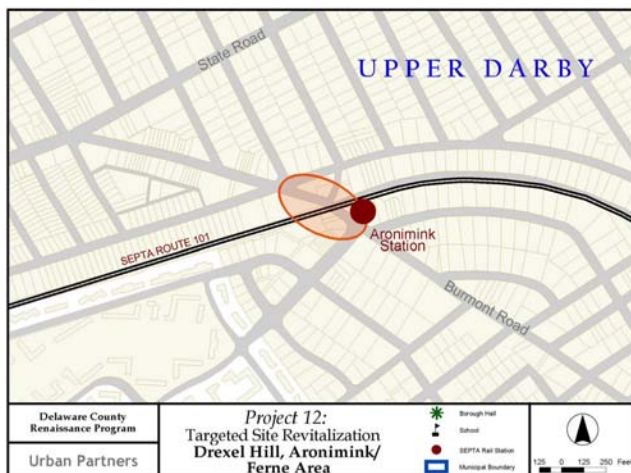 State Road
UPPER DARBY
SEPTA ROUTE 101
Aronimink
Station
Burmont Road
Delaware County
Renaissance Program
Urban Partners
Project 12:
Targeted Site Revitalization
Drexel Hill, Aronimink/
Ferne Area
Borough Hall
School
SEPTA Rail Station
Municipal Boundary
125 0 125 250 Feet